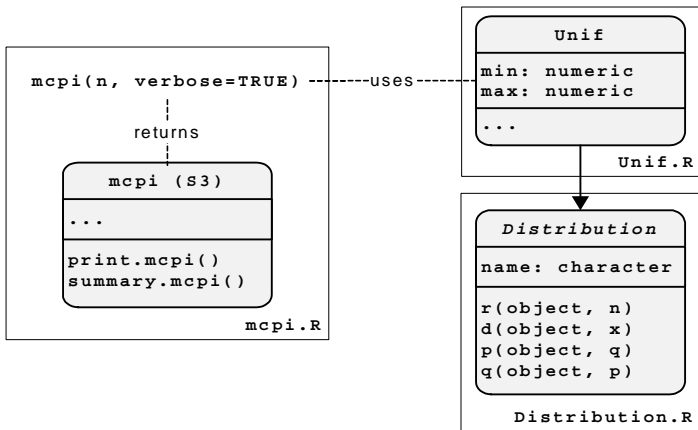 mcpi(n, verbose=TRUE)
uses
returns
mcpi (S3)
...
print.mcpi()
summary.mcpi()
mcpi.R
Unif
min: numeric
max: numeric
...
Unif.R
Distribution
name: character
r(object, n)
d(object, x)
p(object, q)
q(object, p)
Distribution.R